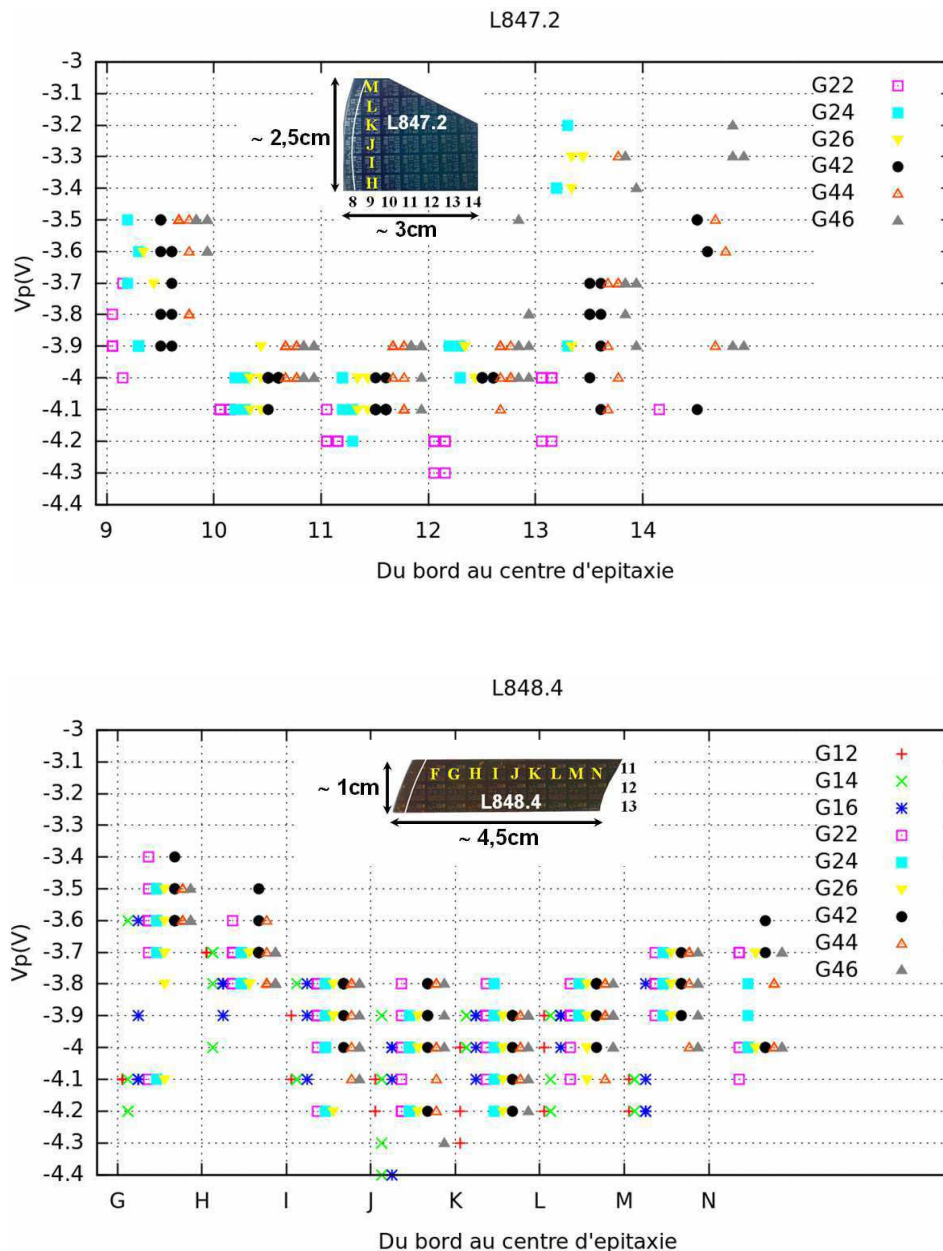 L847.2
-3
-3.1
-3.2
-3.3
-3.4
-3.5
-3.6
-3.7
-3.8
-3.9
-4
-4.1
-4.2
-4.3
-4.4
Vp(V)
9 10 11 12 13 14
Du bord au centre d'epitaxie
~ 2,5cm
M
L
K
J
I
H
L847.2
8 9 10 11 12 13 14
~ 3cm
G22
G24
G26
G42
G44
G46
L848.4
-3
-3.1
-3.2
-3.3
-3.4
-3.5
-3.6
-3.7
-3.8
-3.9
-4
-4.1
-4.2
-4.3
-4.4
Vp(V)
G H I J K L M N
Du bord au centre d'epitaxie
~ 1cm
F G H I J K L M N
L848.4
11
12
13
~ 4,5cm
G12
G14
G16
G22
G24
G26
G42
G44
G46